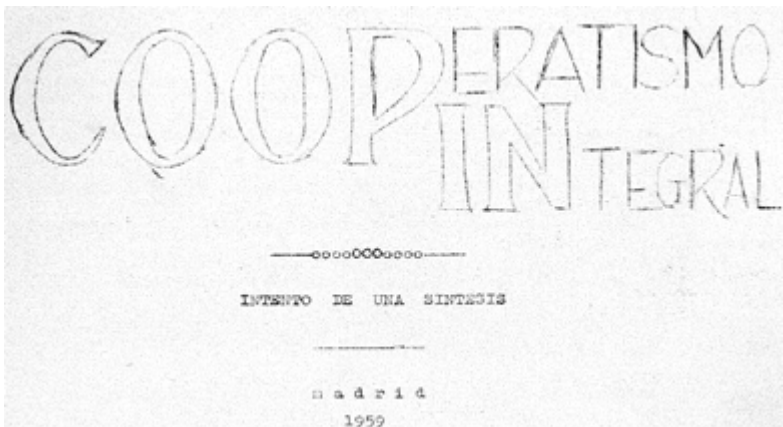 COOPERATISMO
INTEGRAL
INTENTO DE UNA SINTESIS
madrid
1959